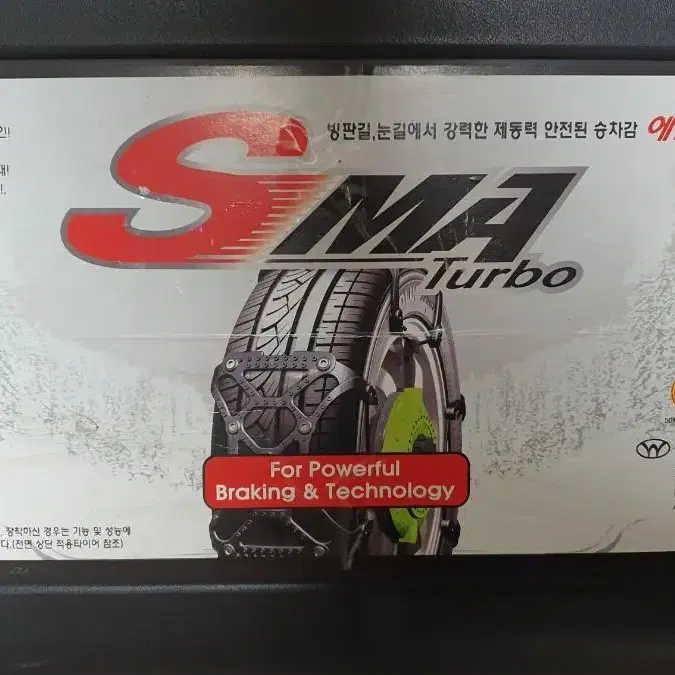 빙판길,눈길에서 강력한 제동력 안전된 승차감
SMA
Turbo
For Powerful
Braking & Technology
장착하신 경우는 기능 및 성능에
다.(전면 상단 적용타이어 참조)